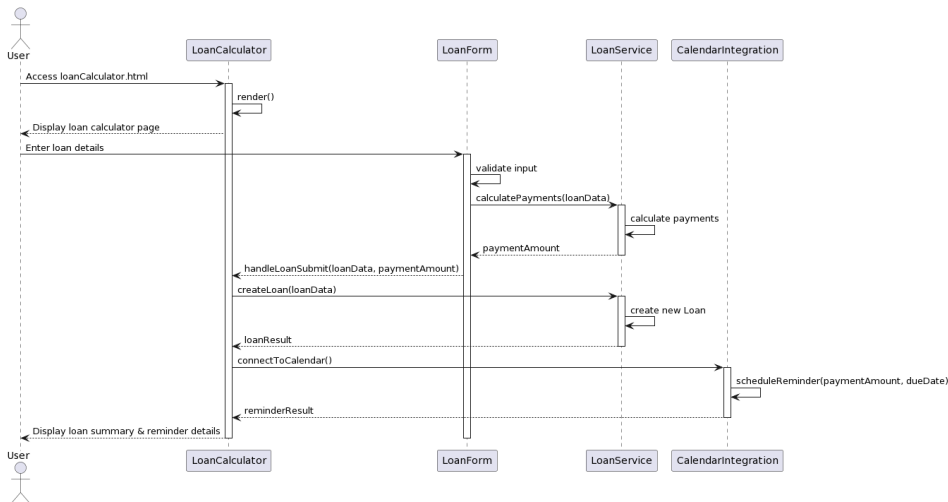 User
LoanCalculator
LoanForm
LoanService
CalendarIntegration
Access loanCalculator.html
render()
Display loan calculator page
Enter loan details
validate input
calculatePayments(loanData)
calculate payments
paymentAmount
handleLoanSubmit(loanData, paymentAmount)
createLoan(loanData)
create new Loan
loanResult
connectToCalendar()
scheduleReminder(paymentAmount, dueDate)
reminderResult
Display loan summary & reminder details
User
LoanCalculator
LoanForm
LoanService
CalendarIntegration